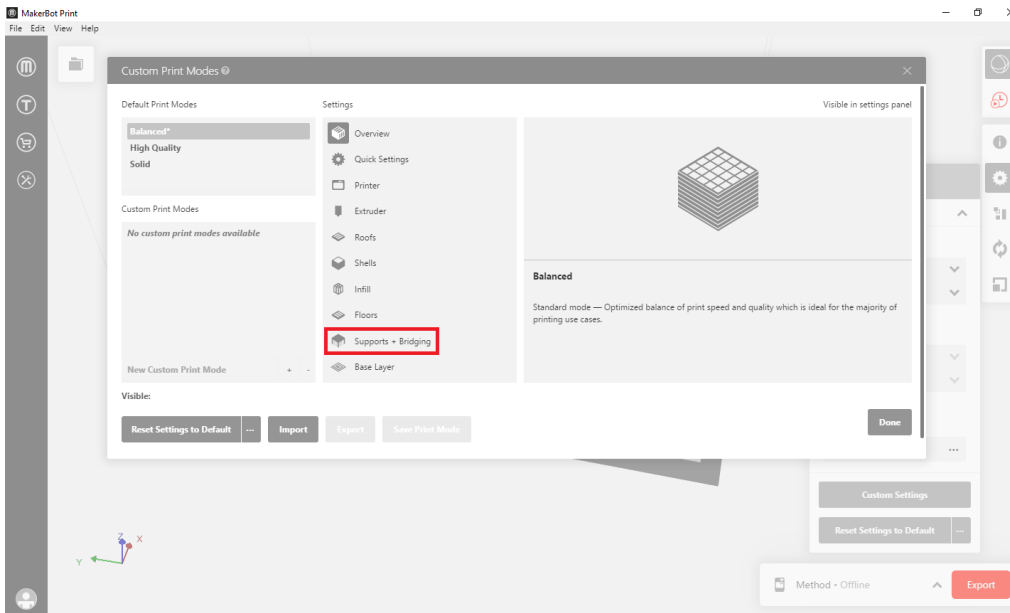 MakerBot Print
File Edit View Help
Custom Print Modes
Default Print Modes
Balanced*
High Quality
Solid
Custom Print Modes
No custom print modes available
New Custom Print Mode + -
Settings
Overview
Quick Settings
Printer
Extruder
Roofs
Shells
Infill
Floors
Supports + Bridging
Base Layer
Visible in settings panel
Balanced
Standard mode — Optimized balance of print speed and quality which is ideal for the majority of
printing use cases.
Visible:
Reset Settings to Default ...
Import
Export
Save Print Mode
Done
...
Custom Settings
Reset Settings to Default ...
Z
X
Y
Method - Offline
Export